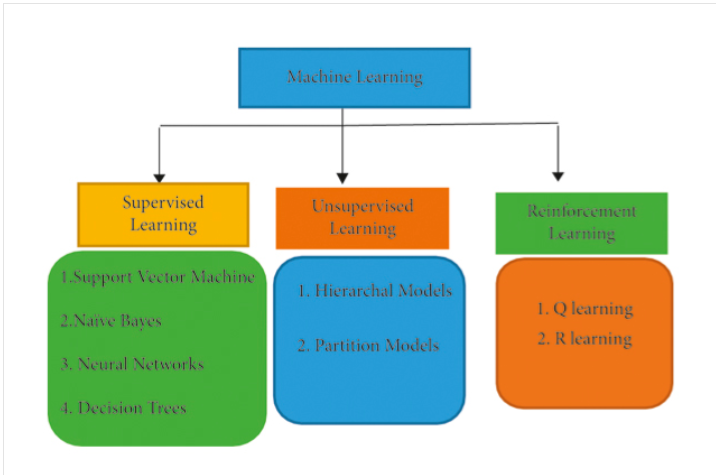 Machine Learning
Supervised
Learning
1.Support Vector Machine
2.Naïve Bayes
3. Neural Networks
4. Decision Trees
Unsupervised
Learning
1. Hierarchal Models
2. Partition Models
Reinforcement
Learning
1. Q learning
2. R learning